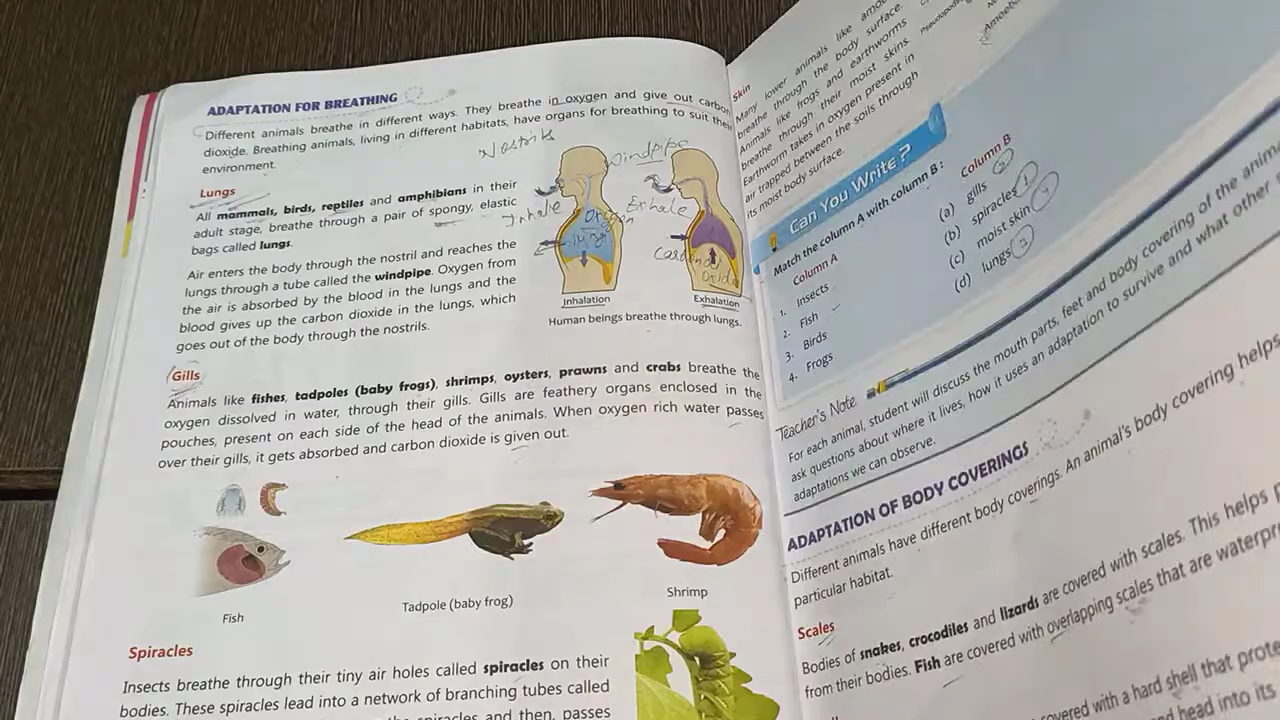 ADAPTATION FOR BREATHING
Different animals breathe in different ways. They breathe in oxygen and give out carbon
dioxide. Breathing animals, living in different habitats, have organs for breathing to suit their
environment.
Lungs
All mammals, birds, reptiles and amphibians in their
adult stage, breathe through a pair of spongy, elastic
bags called lungs.
Air enters the body through the nostril and reaches the
lungs through a tube called the windpipe. Oxygen from
the air is absorbed by the blood in the lungs and the
blood gives up the carbon dioxide in the lungs, which
goes out of the body through the nostrils.
Nostrils
Windpipe
Inhale
Oxygen
lungs
Exhale
Inhalation
Exhalation
Human beings breathe through lungs.
Gills
Animals like fishes, tadpoles (baby frogs), shrimps, oysters, prawns and crabs breathe the
oxygen dissolved in water, through their gills. Gills are feathery organs enclosed in the
pouches, present on each side of the head of the animals. When oxygen rich water passes
over their gills, it gets absorbed and carbon dioxide is given out.
Fish
Tadpole (baby frog)
Shrimp
Spiracles
Insects breathe through their tiny air holes called spiracles on their
bodies. These spiracles lead into a network of branching tubes called
spiracles and then, passes
Skin
Many lower animals like
breathe through the body surface.
Animals like frogs and earthworms
breathe through their moist skins.
Earthworm takes in oxygen present in
air trapped between the soils through
its moist body surface.
Can You Write?
Match the column A with column B:
Column A
Column B
1. Insects
(a) gills 2
2. Fish
(b) spiracles 1
3. Birds
(c) moist skin 4
4. Frogs
(d) lungs 3
Teacher's Note
For each animal, student will discuss the mouth parts, feet and body covering of the
ask questions about where it lives, how it uses an adaptation to survive and what other
adaptations we can observe.
ADAPTATION OF BODY COVERINGS
Different animals have different body coverings. An animal's body covering helps
particular habitat.
Scales
Bodies of snakes, crocodiles and lizards are covered with scales. This helps
from their bodies. Fish are covered with overlapping scales that are
covered with a hard shell that
head into its